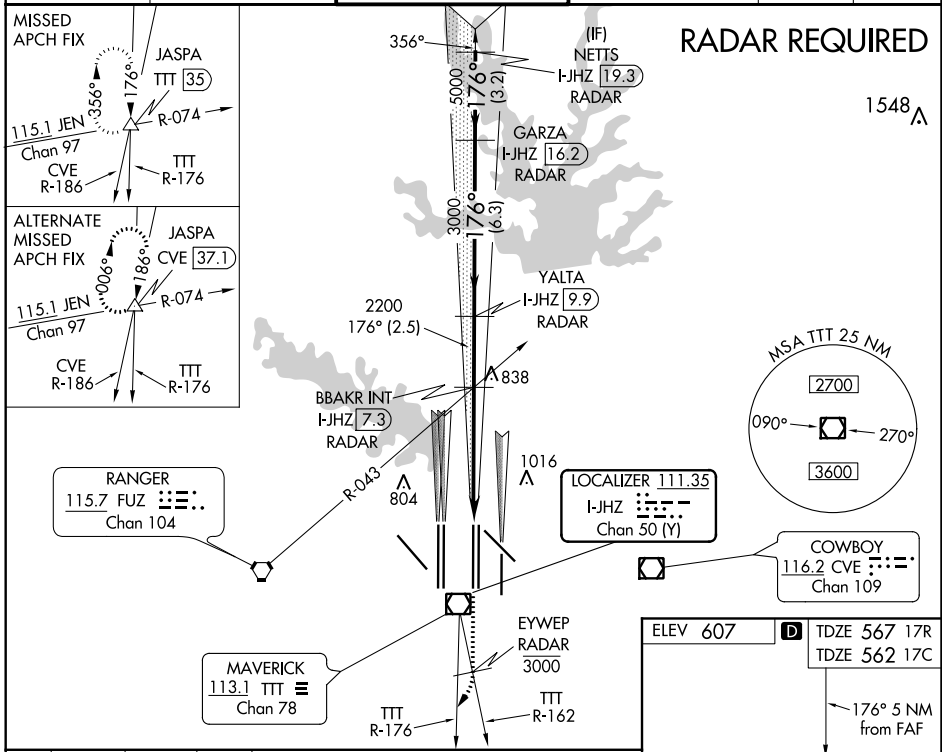 MISSED
APCH FIX
JASPA
TTT 35
356°
176°
R-074
115.1 JEN
Chan 97
CVE
R-186
TTT
R-176
ALTERNATE
MISSED
APCH FIX
JASPA
CVE 37.1
006°
186°
R-074
115.1 JEN
Chan 97
CVE
R-186
TTT
R-176
RADAR REQUIRED
1548
356°
(IF)
NETTS
I-JHZ 19.3
RADAR
5000
176°
(3.2)
GARZA
I-JHZ 16.2
RADAR
3000
176°
(6.3)
YALTA
I-JHZ 9.9
RADAR
2200
176° (2.5)
838
BBAKR INT
I-JHZ 7.3
RADAR
R-043
804
1016
MSA TTT 25 NM
2700
090°
270°
3600
RANGER
115.7 FUZ
Chan 104
LOCALIZER 111.35
I-JHZ
Chan 50 (Y)
COWBOY
116.2 CVE
Chan 109
MAVERICK
113.1 TTT
Chan 78
EYWEP
RADAR
3000
TTT
R-176
TTT
R-162
ELEV 607
D
TDZE 567 17R
TDZE 562 17C
176° 5 NM
from FAF